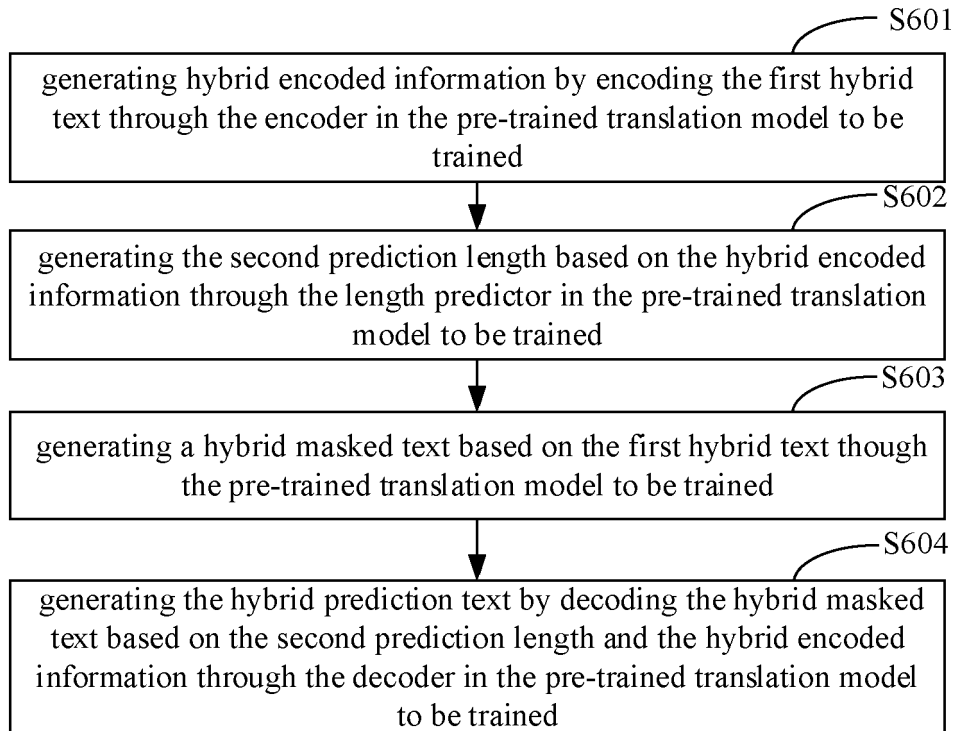 S601
generating hybrid encoded information by encoding the first hybrid
text through the encoder in the pre-trained translation model to be
trained
S602
generating the second prediction length based on the hybrid encoded
information through the length predictor in the pre-trained translation
model to be trained
S603
generating a hybrid masked text based on the first hybrid text though
the pre-trained translation model to be trained
S604
generating the hybrid prediction text by decoding the hybrid masked
text based on the second prediction length and the hybrid encoded
information through the decoder in the pre-trained translation model
to be trained